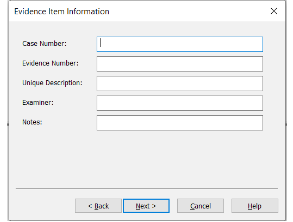 Evidence Item Information
Case Number:
Evidence Number:
Unique Description:
Examiner:
Notes:
< Back
Next >
Cancel
Help